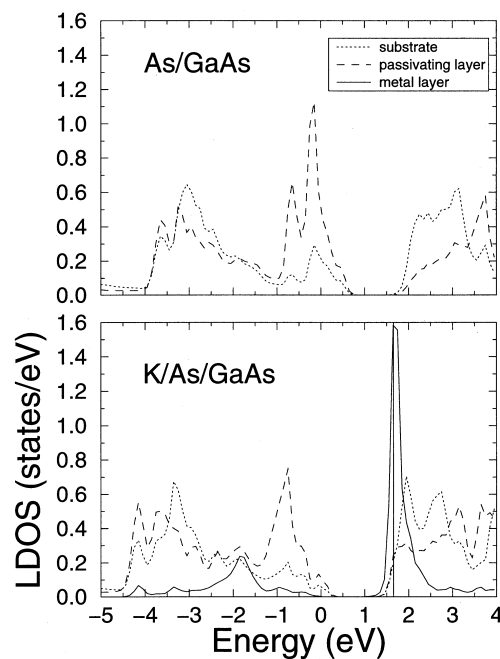 1.6
As/GaAs
substrate
passivating layer
metal layer
1.4
1.2
1.0
0.8
0.6
0.4
0.2
0.0
1.6
K/As/GaAs
1.4
1.2
1.0
0.8
0.6
0.4
0.2
0.0
LDOS (states/eV)
−5 −4 −3 −2 −1 0 1 2 3 4
Energy (eV)